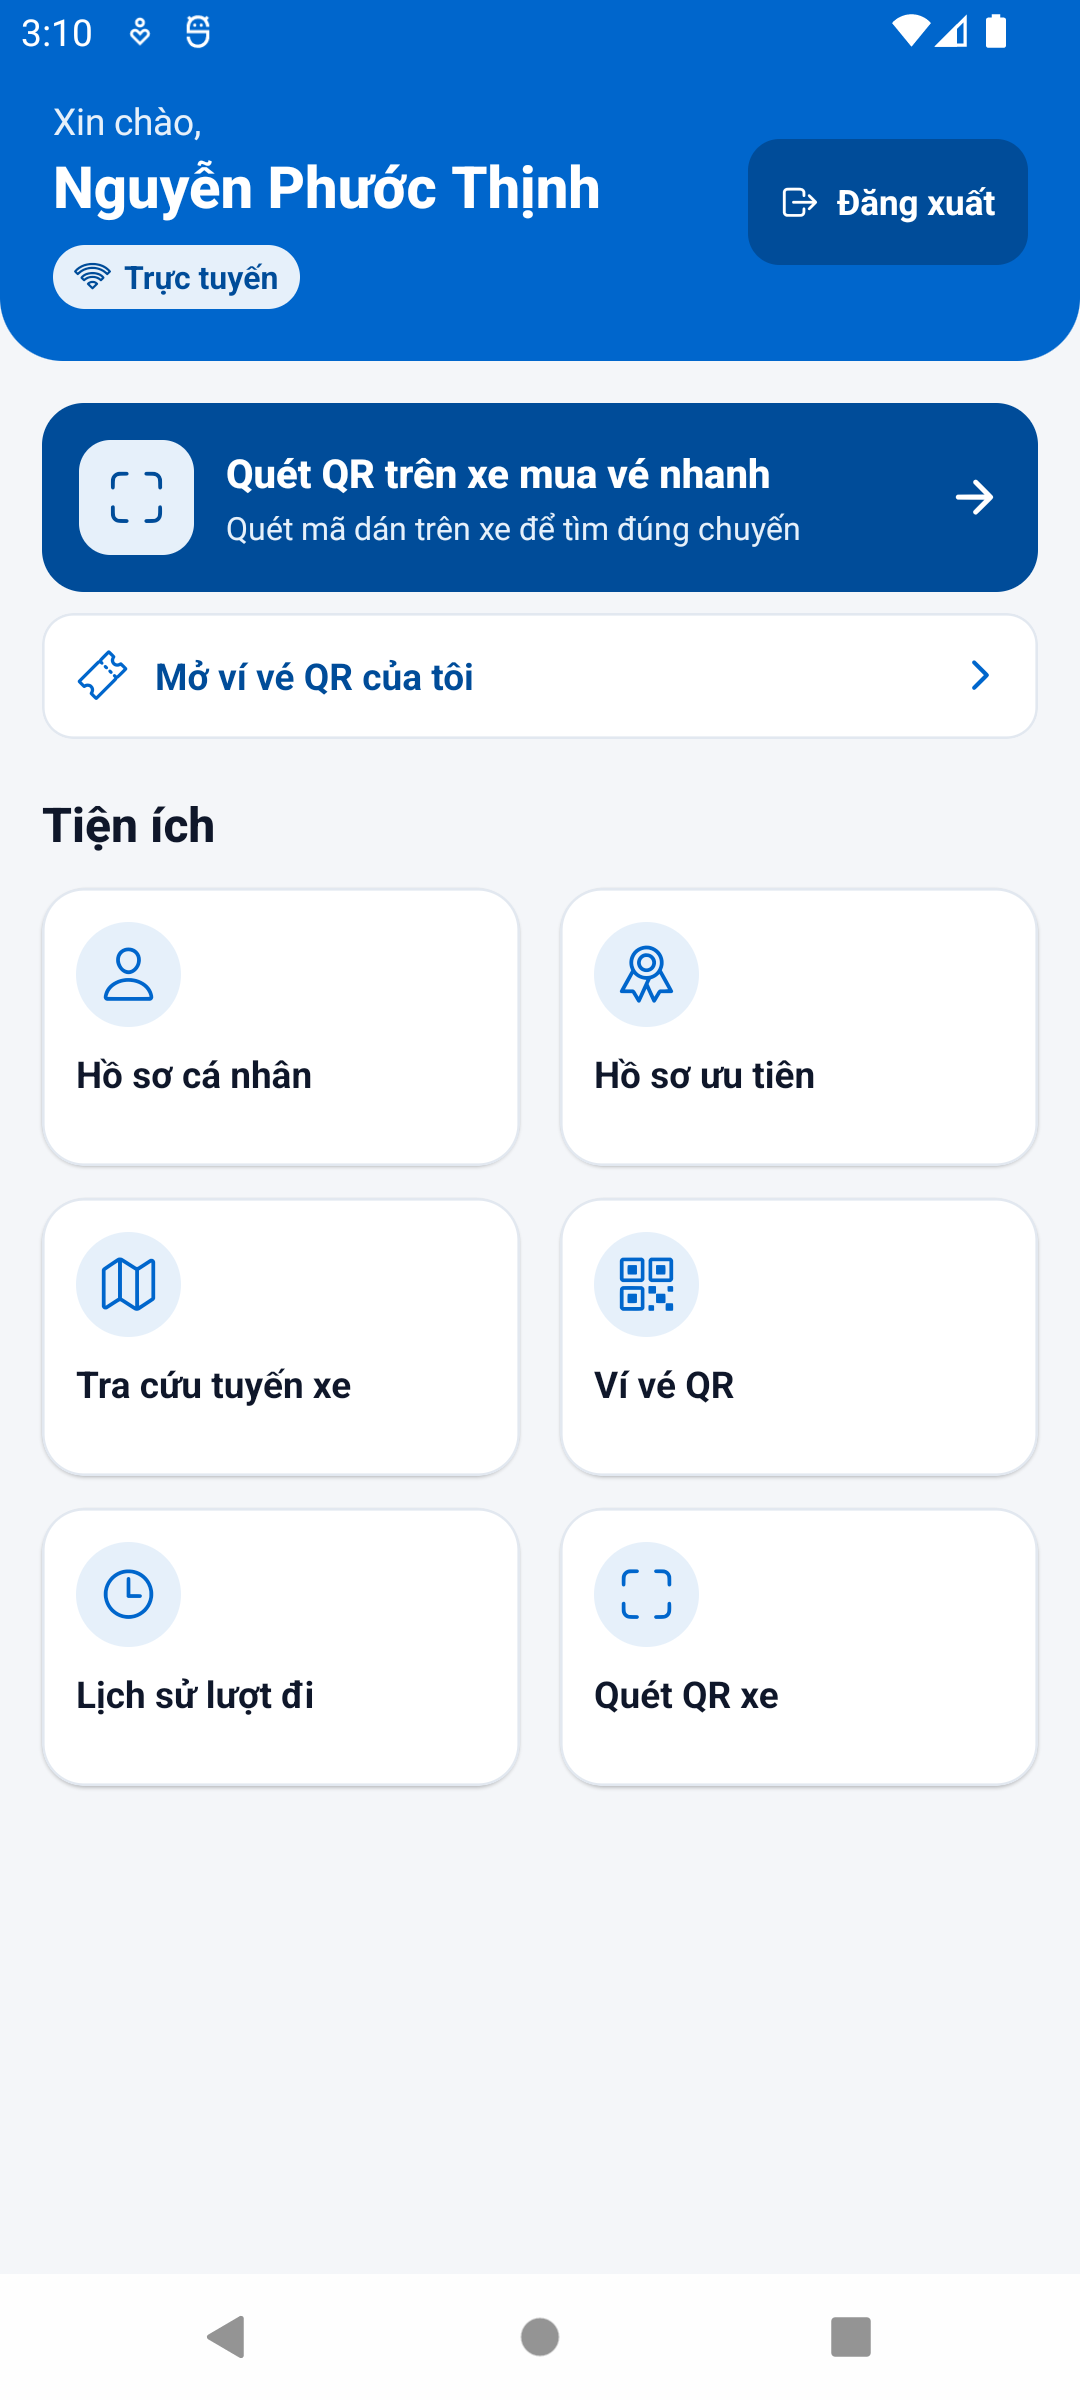 3:10
Xin chào,
Nguyễn Phước Thịnh
Đăng xuất
Trực tuyến
Quét QR trên xe mua vé nhanh
Quét mã dán trên xe để tìm đúng chuyến
Mở ví vé QR của tôi
Tiện ích
Hồ sơ cá nhân
Hồ sơ ưu tiên
Tra cứu tuyến xe
Ví vé QR
Lịch sử lượt đi
Quét QR xe